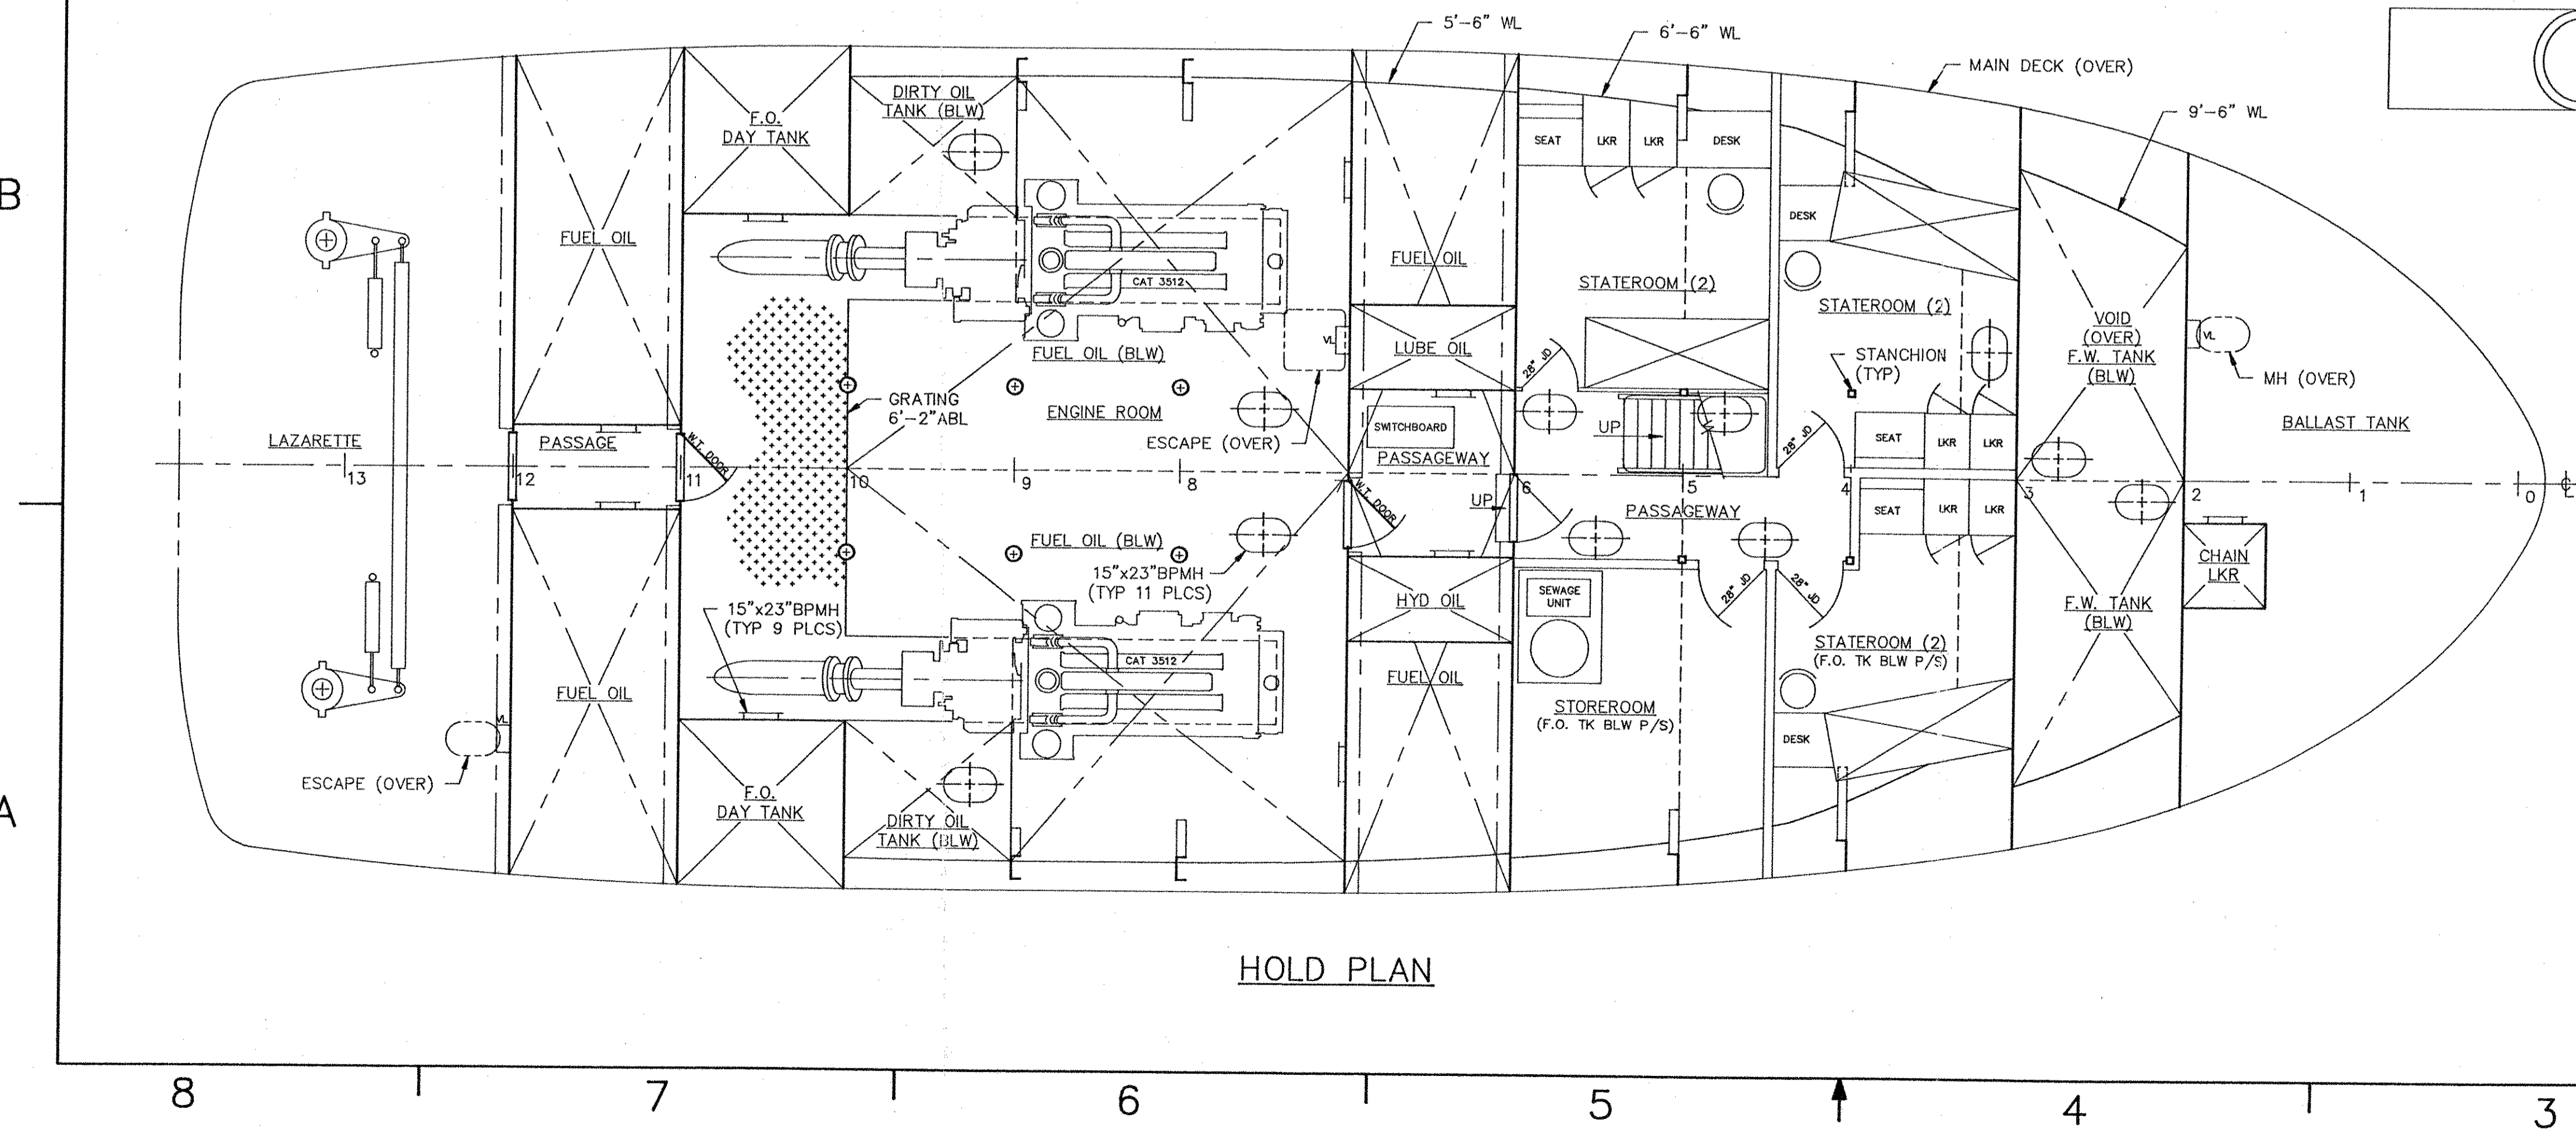 5'-6" WL
6'-6" WL
MAIN DECK (OVER)
9'-6" WL
B
DIRTY OIL
TANK (BLW)
F.O.
DAY TANK
SEAT
LKR
LKR
DESK
DESK
FUEL OIL
FUEL OIL
CAT 3512
STATEROOM (2)
STATEROOM (2)
VOID
(OVER)
F.W. TANK
(BLW)
VL
MH (OVER)
FUEL OIL (BLW)
VL
LUBE OIL
28" JD
STANCHION
(TYP)
GRATING
6'-2"ABL
ENGINE ROOM
ESCAPE (OVER)
SWITCHBOARD
PASSAGEWAY
UP
28" JD
SEAT
LKR
LKR
BALLAST TANK
LAZARETTE
PASSAGE
W.T. DOOR
13
12
11
10
9
8
7
6
5
4
3
2
1
0
W.T. DOOR
UP
PASSAGEWAY
SEAT
LKR
LKR
FUEL OIL (BLW)
15"x23"BPMH
(TYP 11 PLCS)
15"x23"BPMH
(TYP 9 PLCS)
HYD OIL
SEWAGE
UNIT
28" JD
28" JD
CHAIN
LKR
F.W. TANK
(BLW)
CAT 3512
STATEROOM (2)
(F.O. TK BLW P/S)
FUEL OIL
FUEL OIL
STOREROOM
(F.O. TK BLW P/S)
VL
DESK
ESCAPE (OVER)
F.O.
DAY TANK
DIRTY OIL
TANK (BLW)
A
HOLD PLAN
8
7
6
5
4
3